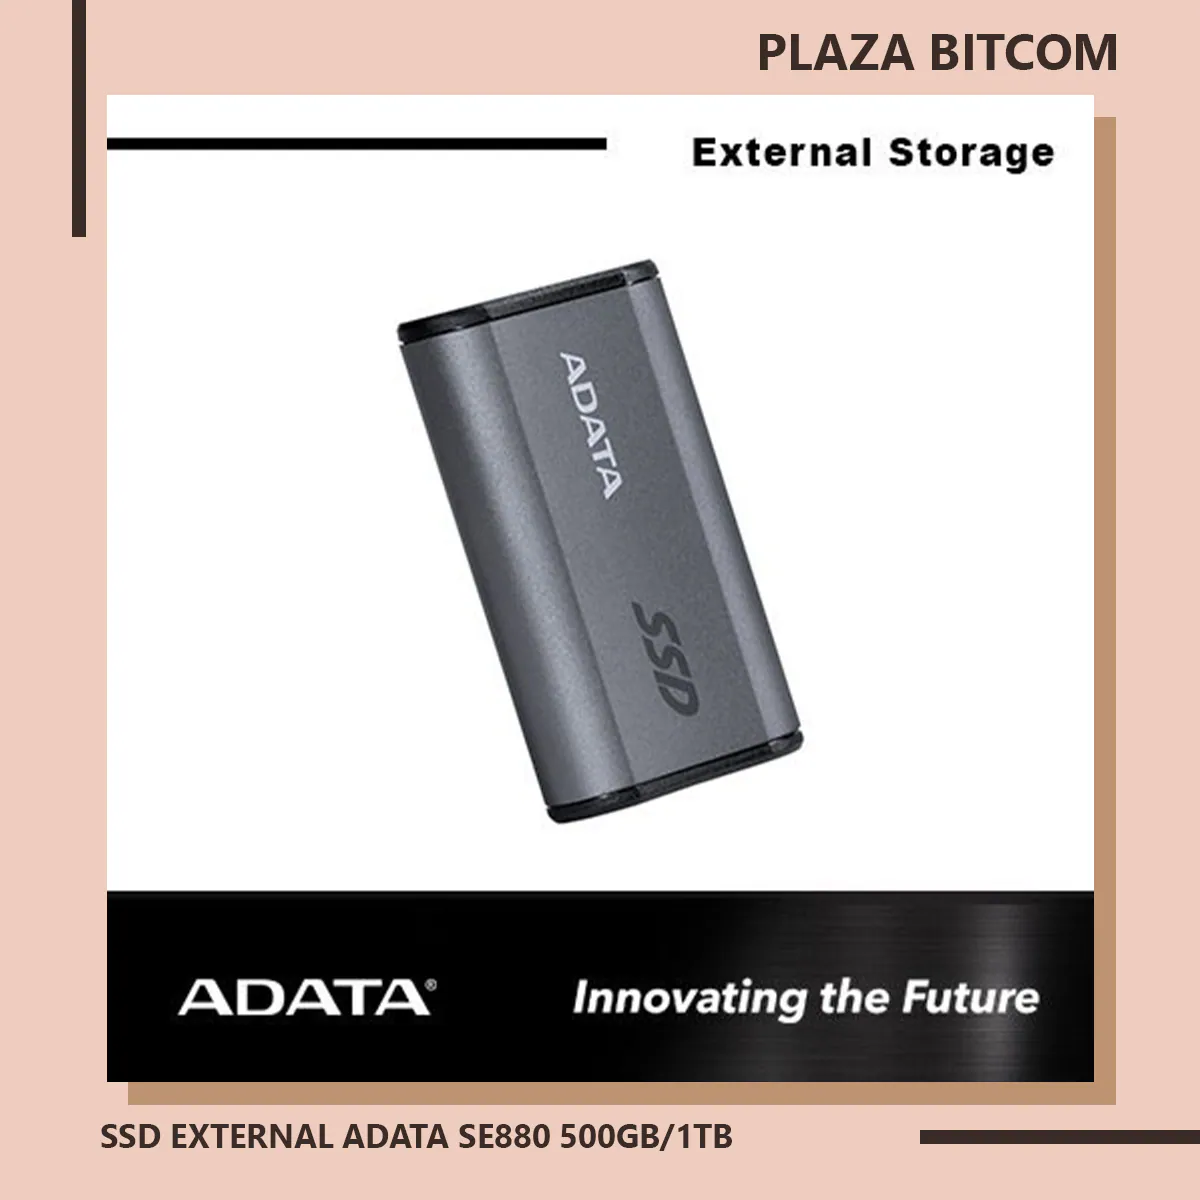 PLAZA BITCOM
External Storage
ADATA
SSD
ADATA®
Innovating the Future
SSD EXTERNAL ADATA SE880 500GB/1TB